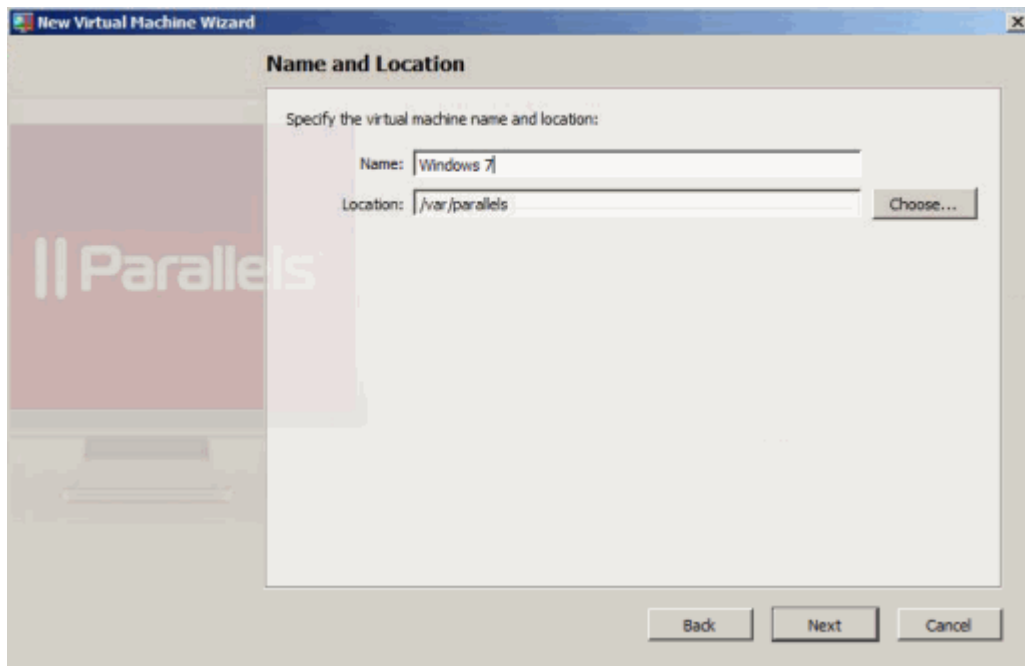 New Virtual Machine Wizard
Name and Location
Specify the virtual machine name and location:
Name: Windows 7
Location: /var/parallels Choose...
Parallels
Back Next Cancel